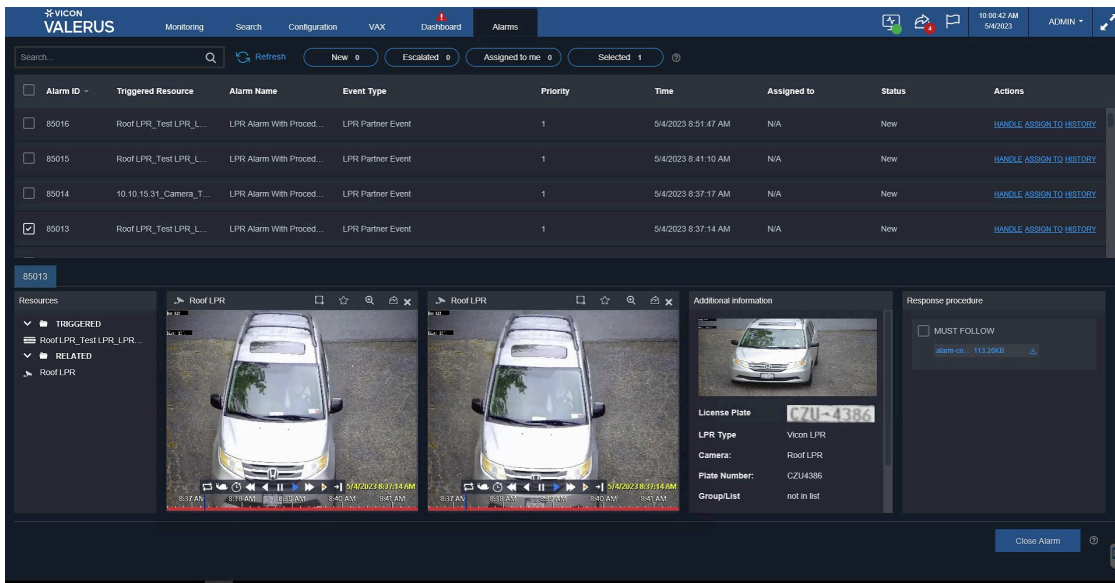 VICON
VALERUS
Monitoring Search Configuration VAX Dashboard Alarms
4
10:00:42 AM
5/4/2023
ADMIN
Search... Refresh New 0 Escalated 0 Assigned to me 0 Selected 1
Alarm ID Triggered Resource Alarm Name Event Type Priority Time Assigned to Status Actions
85016 Roof LPR_Test LPR_L... LPR Alarm With Proced... LPR Partner Event 1 5/4/2023 8:51:47 AM N/A New HANDLE ASSIGN TO HISTORY
85015 Roof LPR_Test LPR_L... LPR Alarm With Proced... LPR Partner Event 1 5/4/2023 8:41:10 AM N/A New HANDLE ASSIGN TO HISTORY
85014 10.10.15.31_Camera_T... LPR Alarm With Proced... LPR Partner Event 1 5/4/2023 8:37:17 AM N/A New HANDLE ASSIGN TO HISTORY
85013 Roof LPR_Test LPR_L... LPR Alarm With Proced... LPR Partner Event 1 5/4/2023 8:37:14 AM N/A New HANDLE ASSIGN TO HISTORY
85013
Resources
TRIGGERED
Roof LPR_Test LPR_LPR...
RELATED
Roof LPR
Roof LPR
5/4/2023 8:37:14 AM
8:37 AM 8:38 AM 8:39 AM 8:40 AM 8:41 AM
Roof LPR
5/4/2023 8:37:14 AM
8:37 AM 8:38 AM 8:39 AM 8:40 AM 8:41 AM
Additional information
License Plate CZU-4386
LPR Type Vicon LPR
Camera: Roof LPR
Plate Number: CZU4386
Group/List not in list
Response procedure
MUST FOLLOW
alarm-co... 113.26KB
Close Alarm